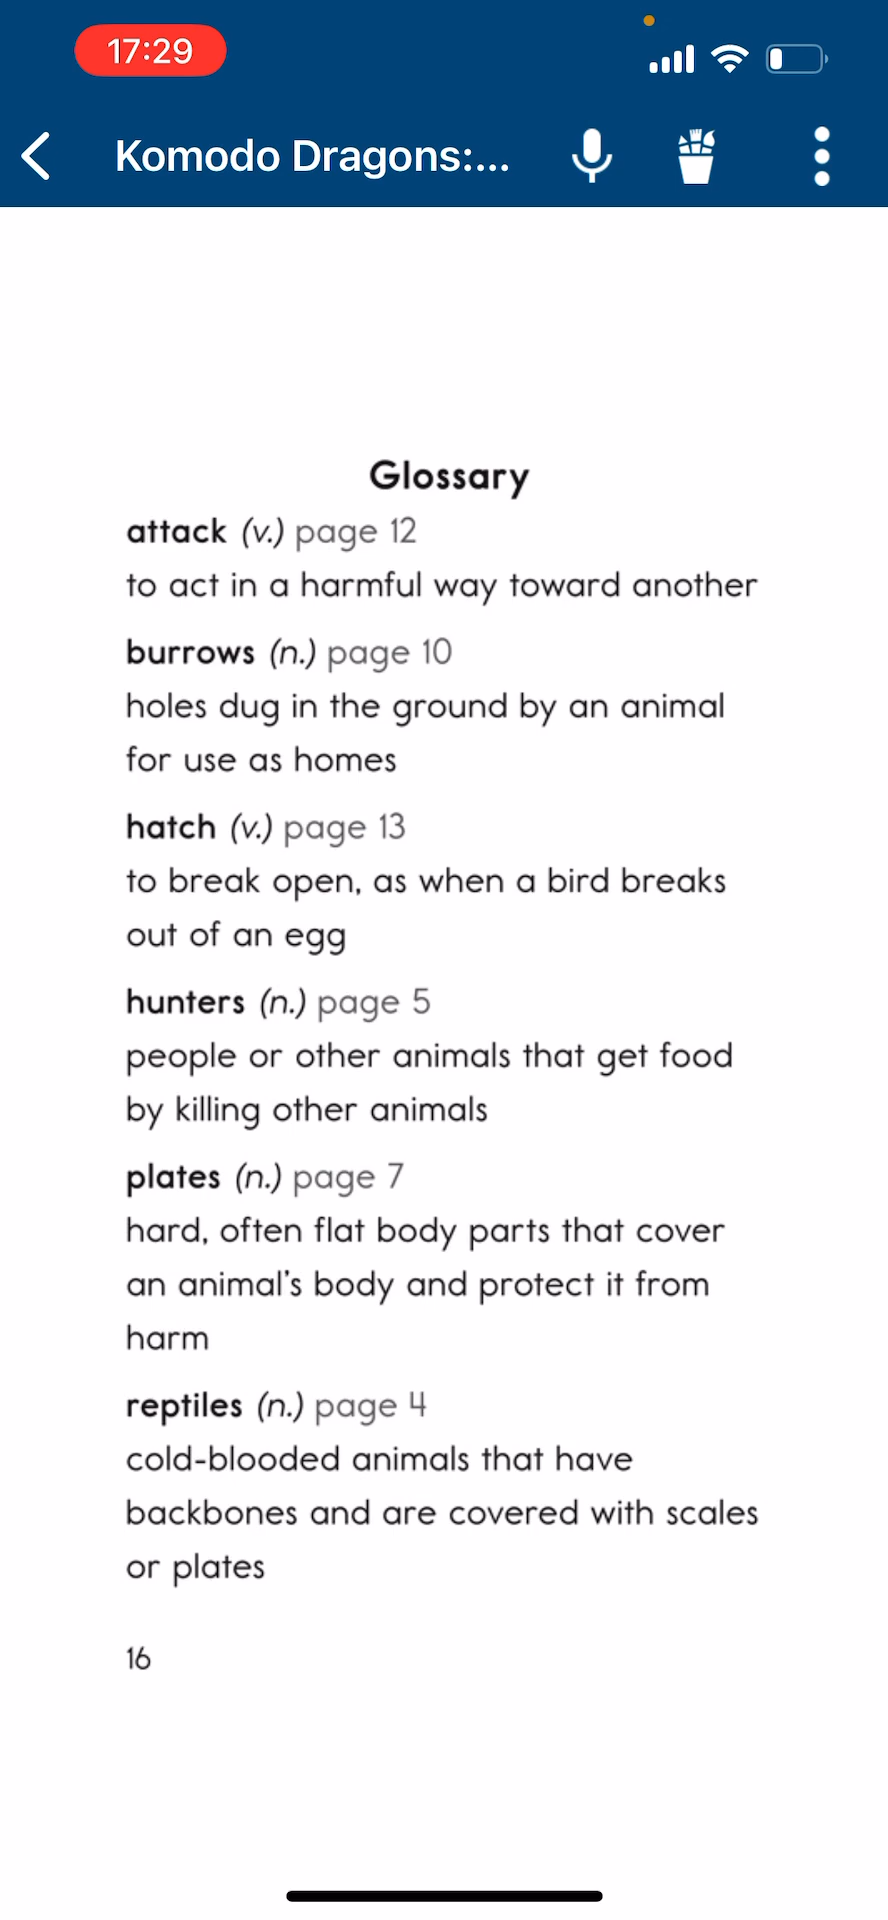 17:29
Komodo Dragons:...
Glossary
attack (v.) page 12
to act in a harmful way toward another
burrows (n.) page 10
holes dug in the ground by an animal
for use as homes
hatch (v.) page 13
to break open, as when a bird breaks
out of an egg
hunters (n.) page 5
people or other animals that get food
by killing other animals
plates (n.) page 7
hard, often flat body parts that cover
an animal's body and protect it from
harm
reptiles (n.) page 4
cold-blooded animals that have
backbones and are covered with scales
or plates
16